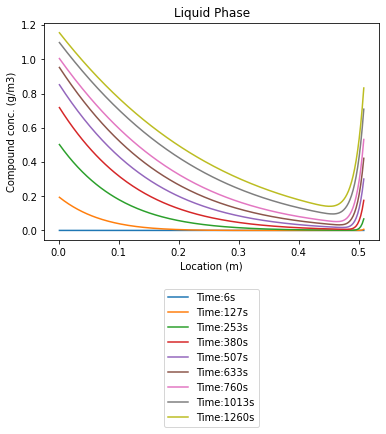 Liquid Phase
Compound conc. (g/m3)
1.2
1.0
0.8
0.6
0.4
0.2
0.0
0.0 0.1 0.2 0.3 0.4 0.5
Location (m)
Time:6s
Time:127s
Time:253s
Time:380s
Time:507s
Time:633s
Time:760s
Time:1013s
Time:1260s